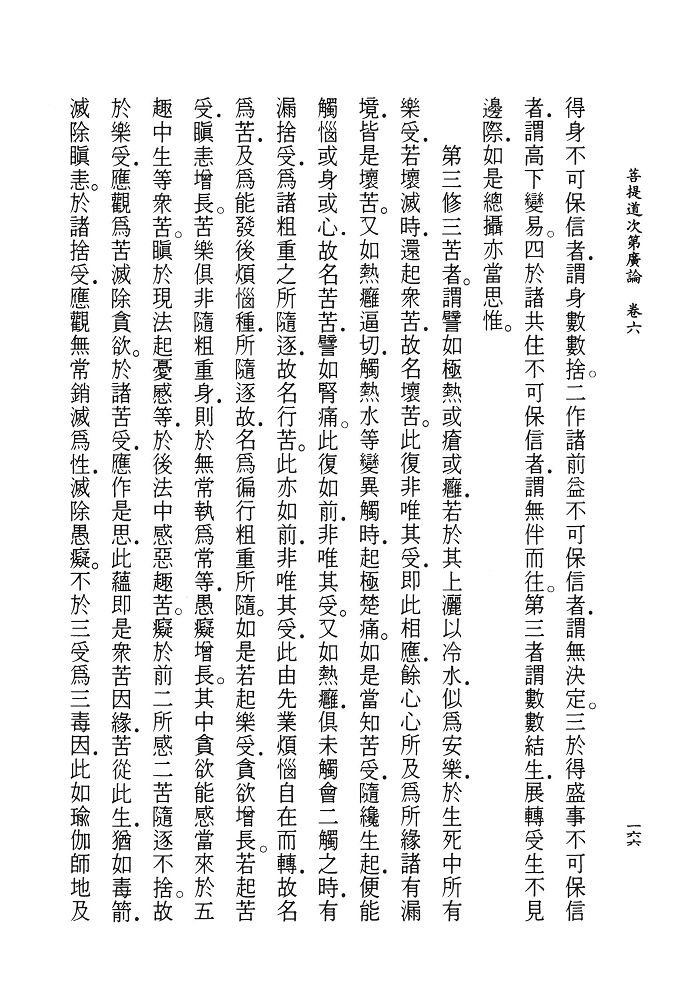 菩提道次第廣論　卷六
一六六
得身不可保信者．謂身數數捨。二作諸前益不可保信者．謂無決定。三於得盛事不可保信
者．謂高下變易。四於諸共住不可保信者．謂無伴而往。第三者謂數數結生．展轉受生不見
邊際．如是總攝亦當思惟。
第三修三苦者。謂譬如極熱或瘡或癰．若於其上灑以冷水．似為安樂．於生死中所有
樂受．若壞滅時．還起眾苦．故名壞苦。此復非唯其受．即此相應．餘心心所及為所緣諸有漏
境．皆是壞苦。又如熱癰逼切．觸熱水等變異觸時．起極楚痛。如是當知苦受．隨纔生起．便能
觸惱或身或心．故名苦苦．譬如腎痛。此復如前．非唯其受。又如熱癰．俱未觸會二觸之時．有
漏捨受．為諸粗重之所隨逐．故名行苦。此亦如前．非唯其受．此由先業煩惱自在而轉．故名
為苦．及為能發後煩惱種．所隨逐故．名為徧行粗重所隨。如是若起樂受．貪欲增長。若起苦
受．瞋恚增長。苦樂俱非隨粗重身．則於無常執為常等．愚癡增長。其中貪欲能感當來於五
趣中生等眾苦。瞋於現法起憂慼等．於後法中感惡趣苦。癡於前二所感二苦隨逐不捨。故
於樂受．應觀為苦滅除貪欲。於諸苦受．應作是思．此蘊即是眾苦因緣．苦從此生．猶如毒箭．
滅除瞋恚。於諸捨受．應觀無常銷滅為性．滅除愚癡。不於三受為三毒因．此如瑜伽師地及